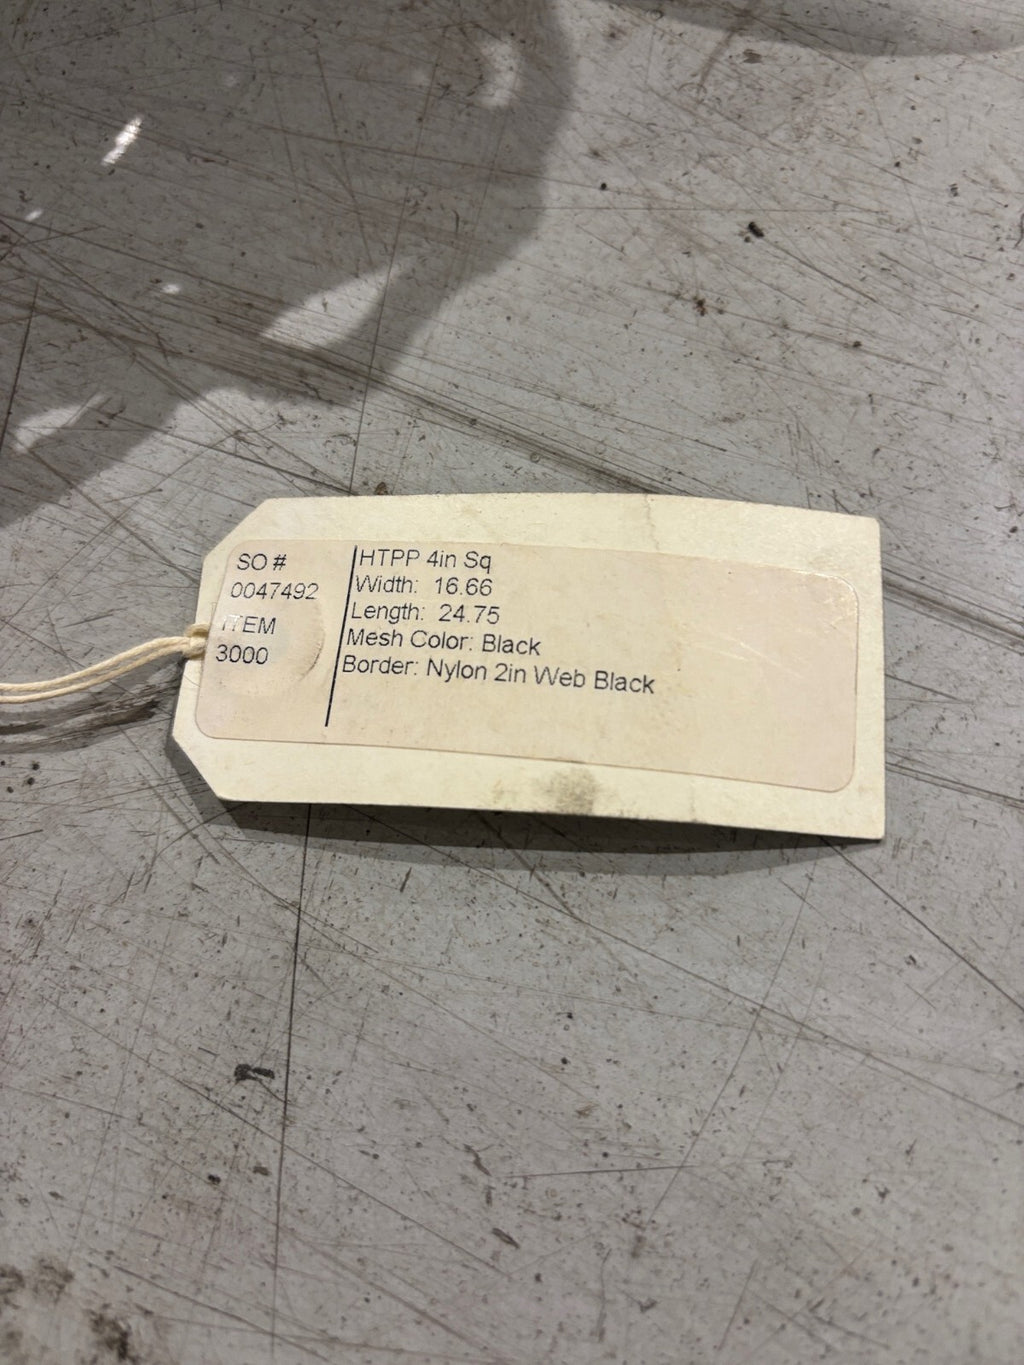 SO #
0047492
ITEM
3000
HTPP 4in Sq
Width: 16.66
Length: 24.75
Mesh Color: Black
Border: Nylon 2in Web Black